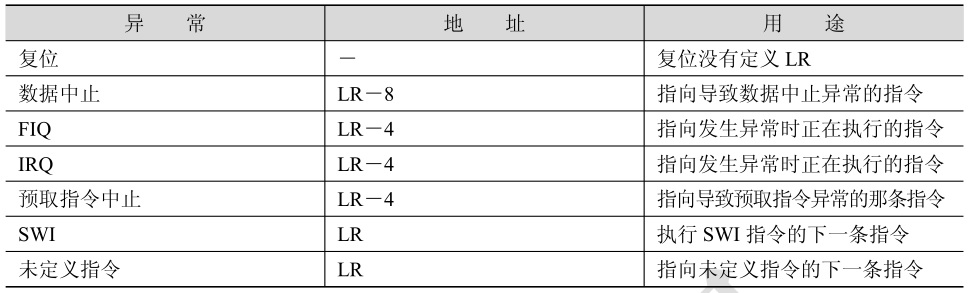 异 常 地 址 用 途
复位 － 复位没有定义 LR
数据中止 LR－8 指向导致数据中止异常的指令
FIQ LR－4 指向发生异常时正在执行的指令
IRQ LR－4 指向发生异常时正在执行的指令
预取指令中止 LR－4 指向导致预取指令异常的那条指令
SWI LR 执行 SWI 指令的下一条指令
未定义指令 LR 指向未定义指令的下一条指令